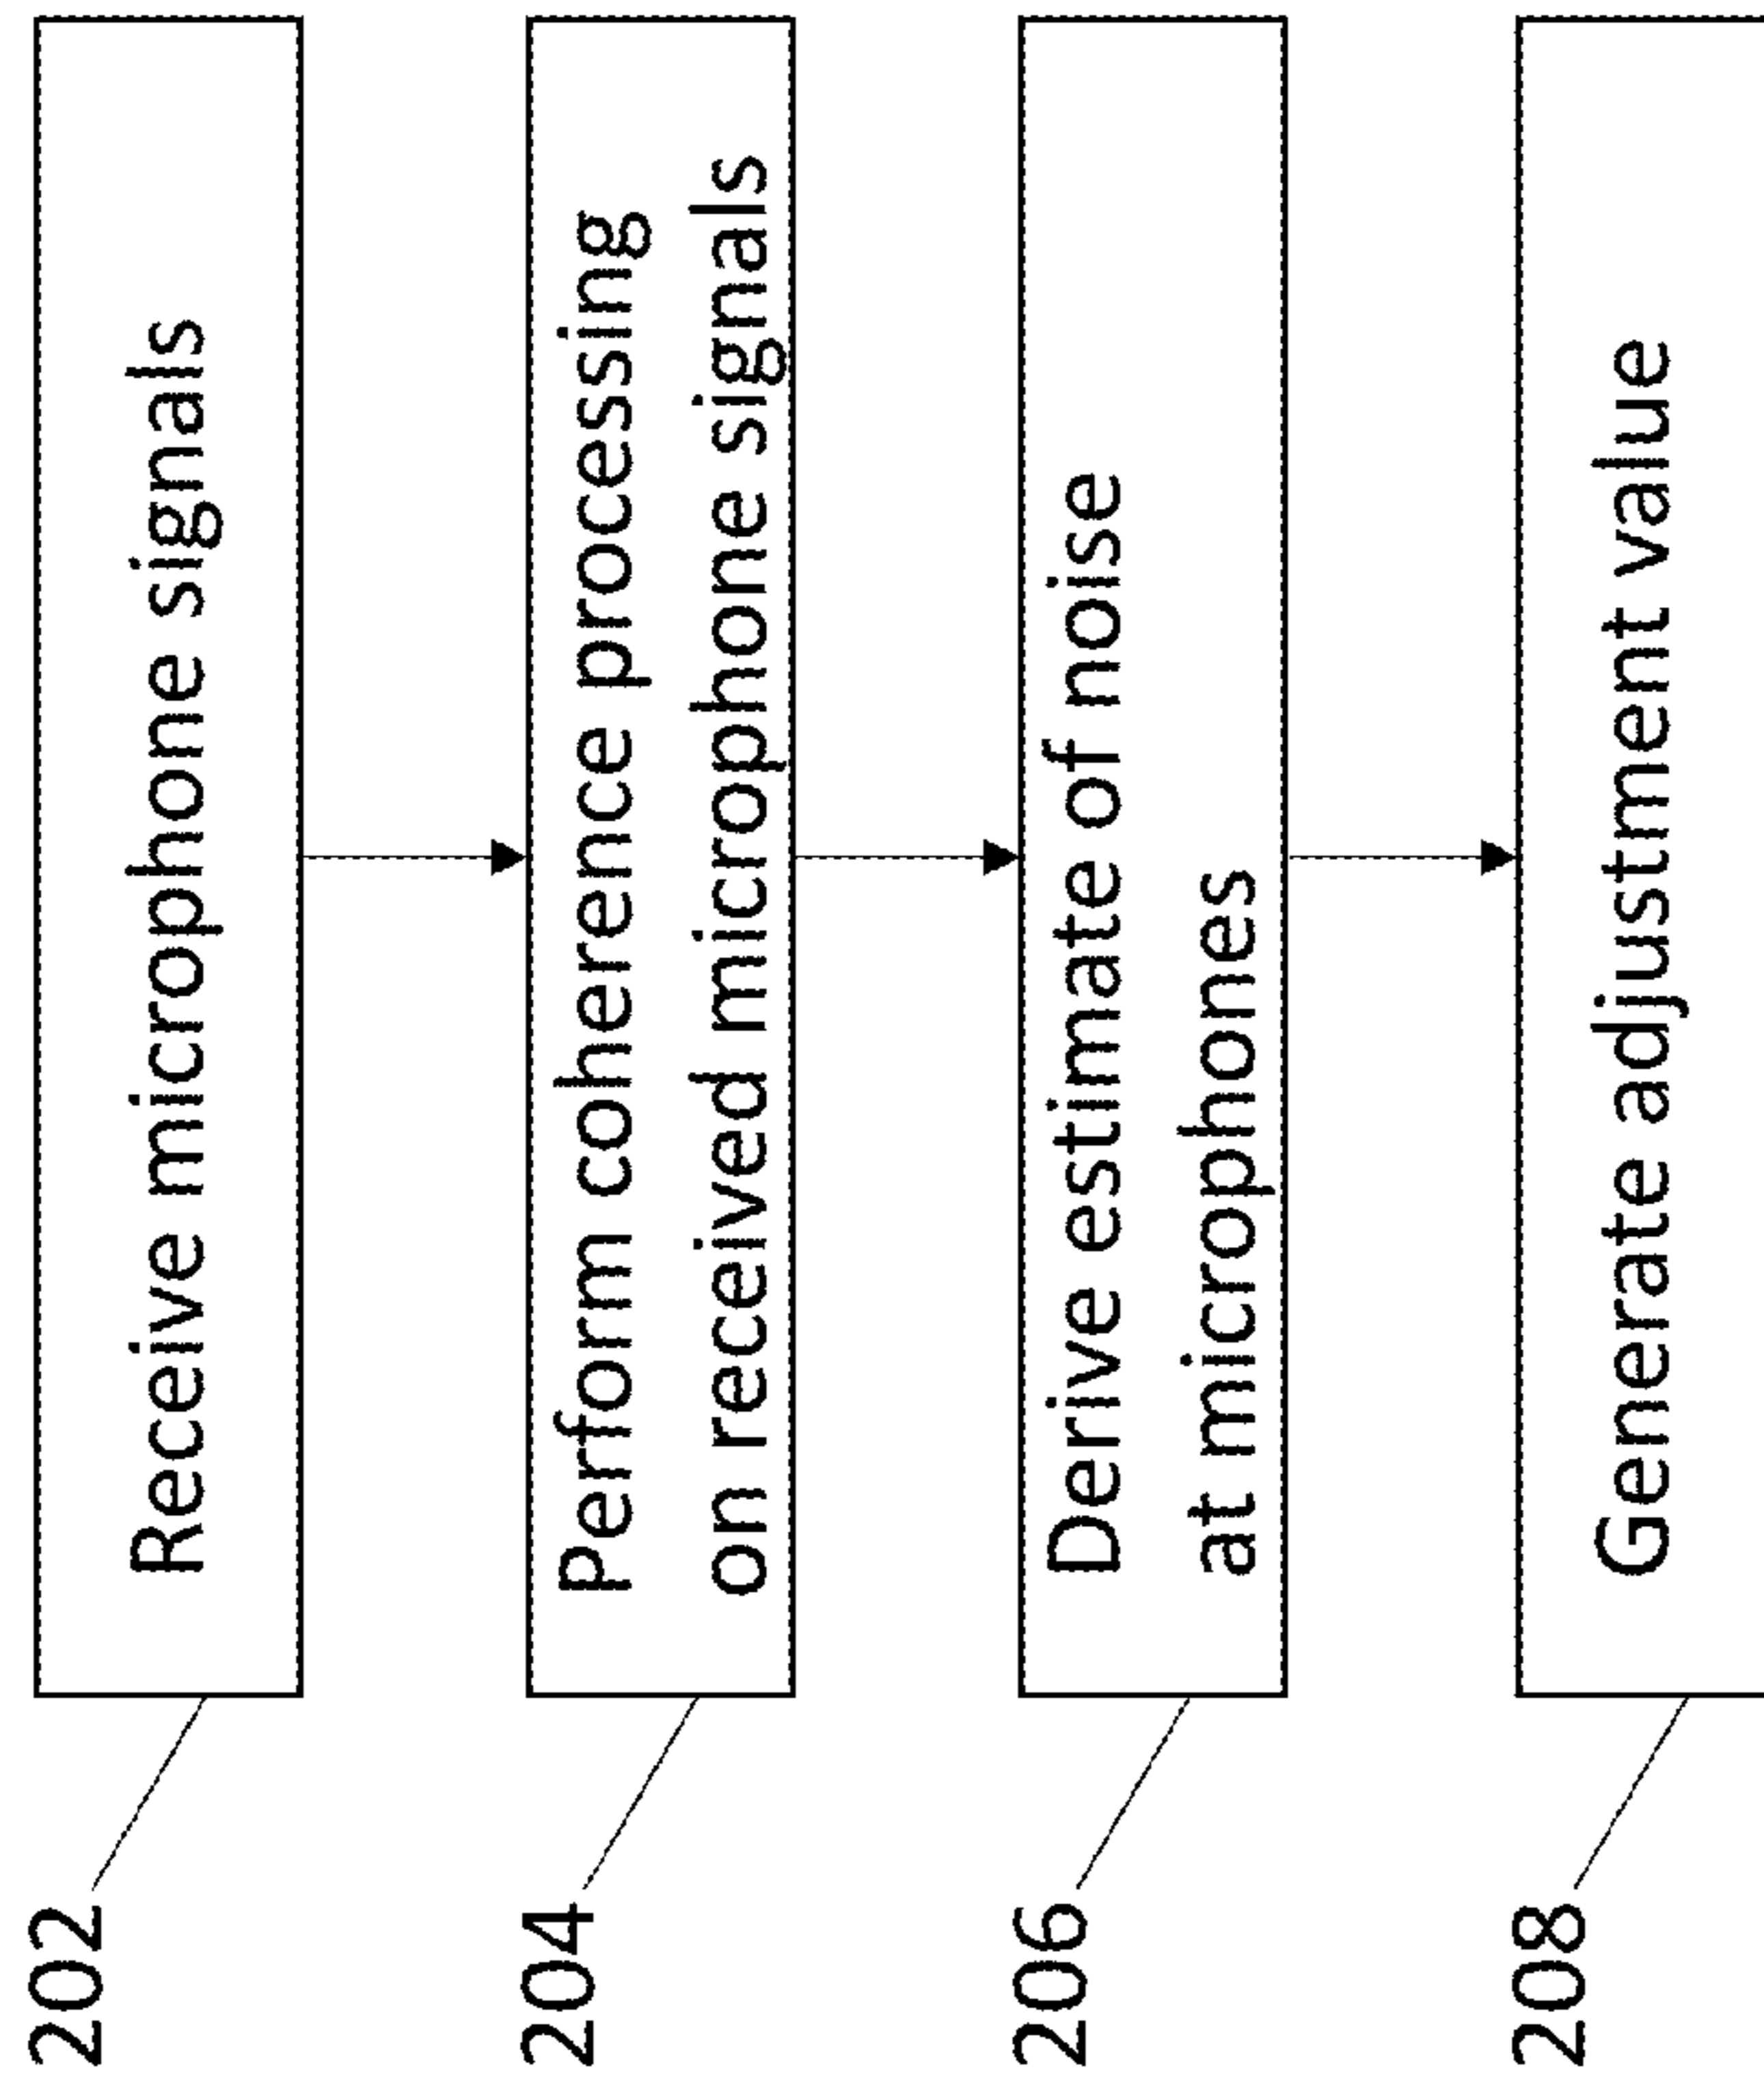 202
Receive microphone signals
204
Perform coherence processing
on received microphone signals
206
Derive estimate of noise
at microphones
208
Generate adjustment value